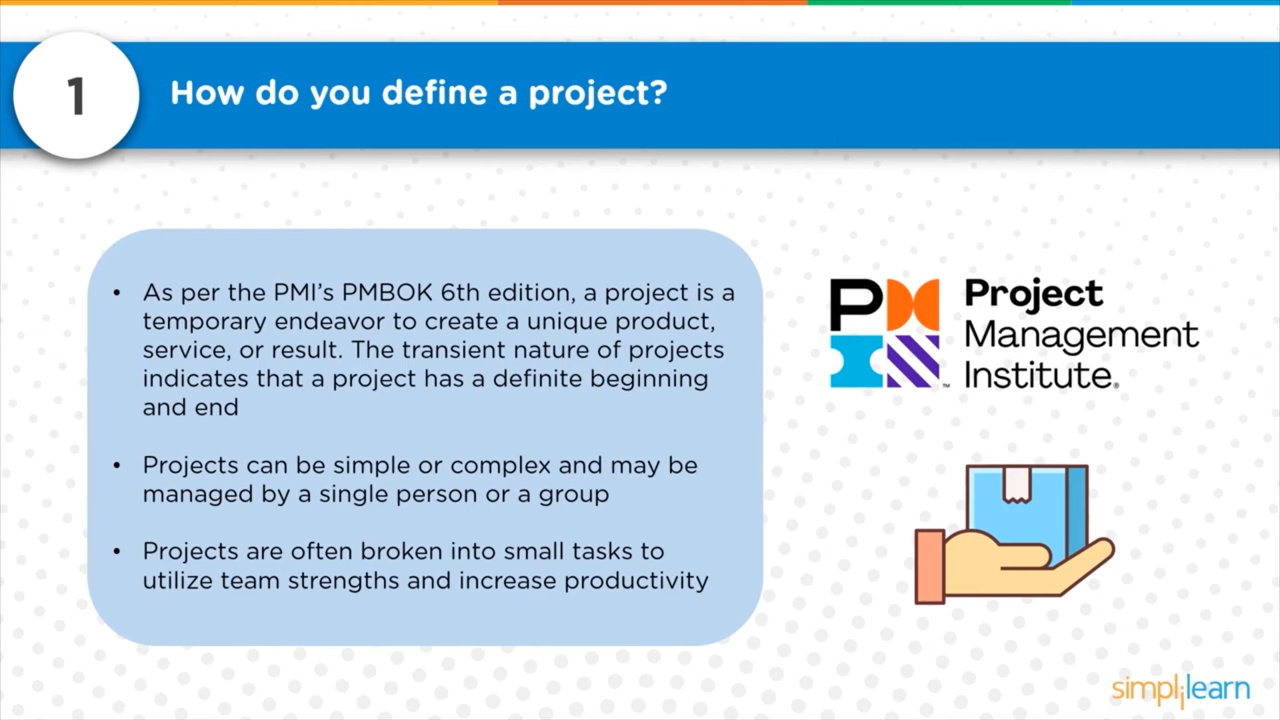 1
How do you define a project?
• As per the PMI's PMBOK 6th edition, a project is a
temporary endeavor to create a unique product,
service, or result. The transient nature of projects
indicates that a project has a definite beginning
and end
• Projects can be simple or complex and may be
managed by a single person or a group
• Projects are often broken into small tasks to
utilize team strengths and increase productivity
PM
™
Project
Management
Institute®
simplilearn